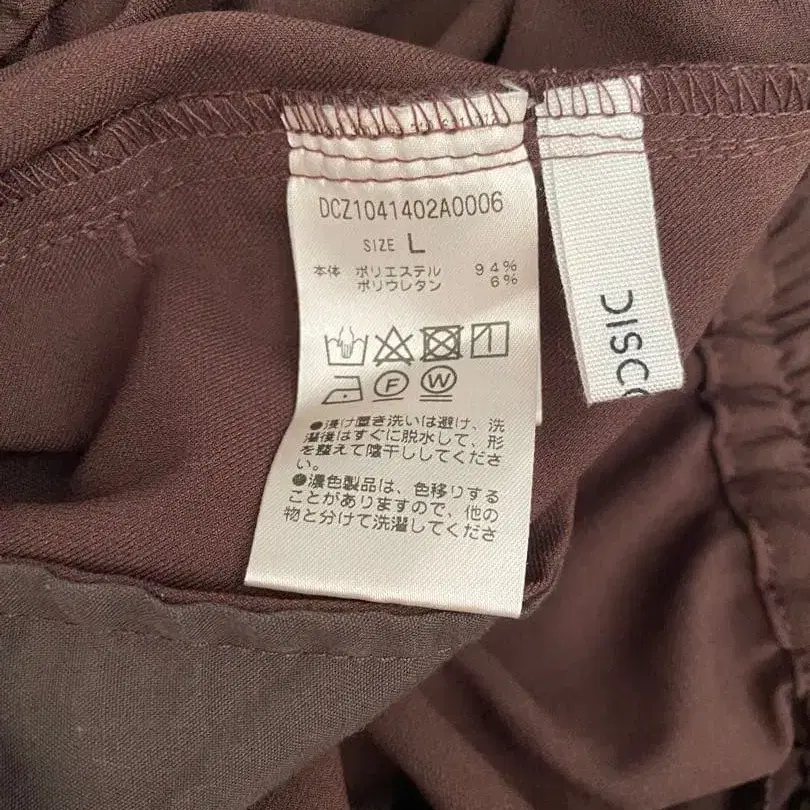 DCZ1041402A0006
SIZE L
本体 ポリエステル 94%
ポリウレタン 6%
F W
●漬け置き洗いは避け、洗
濯後はすぐに脱水して、形
を整えて陰干ししてくださ
い。
●濃色製品は、色移りする
ことがありますので、他の
物と分けて洗濯してくださ
DISC